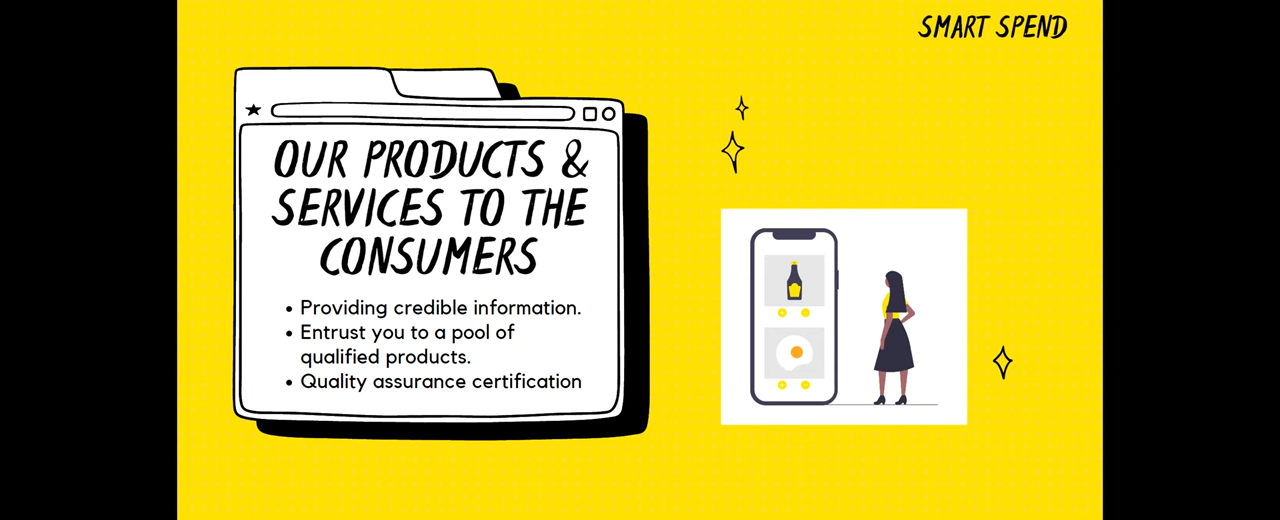 SMART SPEND
OUR PRODUCTS &
SERVICES TO THE
CONSUMERS
• Providing credible information.
• Entrust you to a pool of
qualified products.
• Quality assurance certification